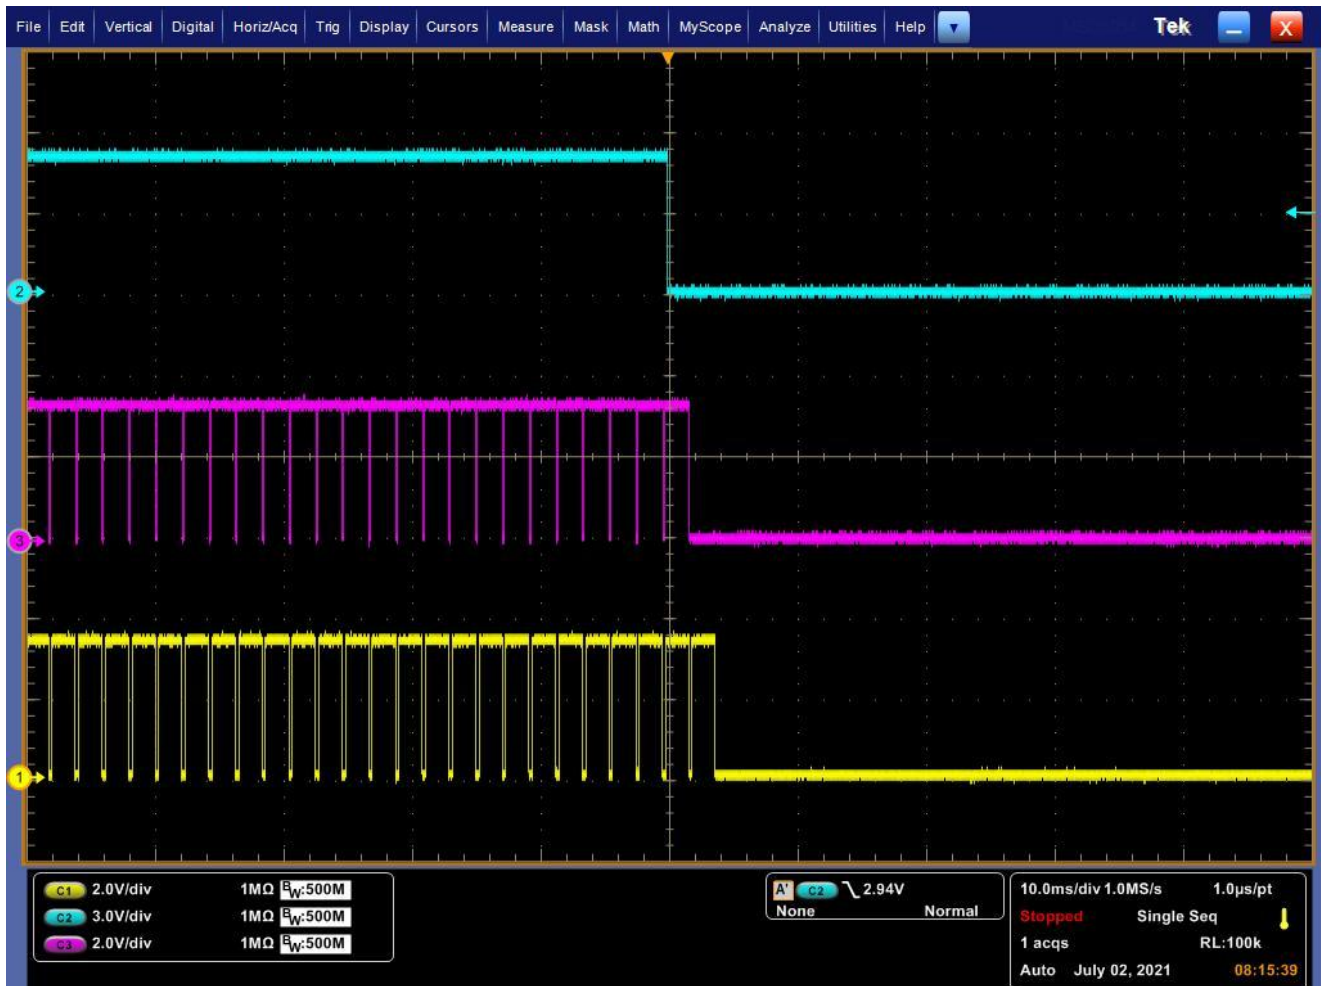 File Edit Vertical Digital Horiz/Acq Trig Display Cursors Measure Mask Math MyScope Analyze Utilities Help Tek X
2
3
1
C1 2.0V/div 1MΩ BW:500M
C2 3.0V/div 1MΩ BW:500M
C3 2.0V/div 1MΩ BW:500M
A' C2 2.94V
None Normal
10.0ms/div 1.0MS/s 1.0µs/pt
Stopped Single Seq
1 acqs RL:100k
Auto July 02, 2021 08:15:39